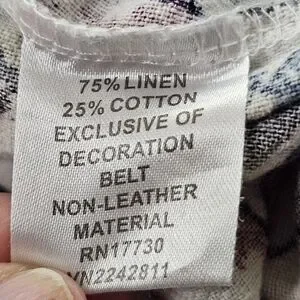 75% LINEN
25% COTTON
EXCLUSIVE OF
DECORATION
BELT
NON-LEATHER
MATERIAL
RN17730
VN2242811